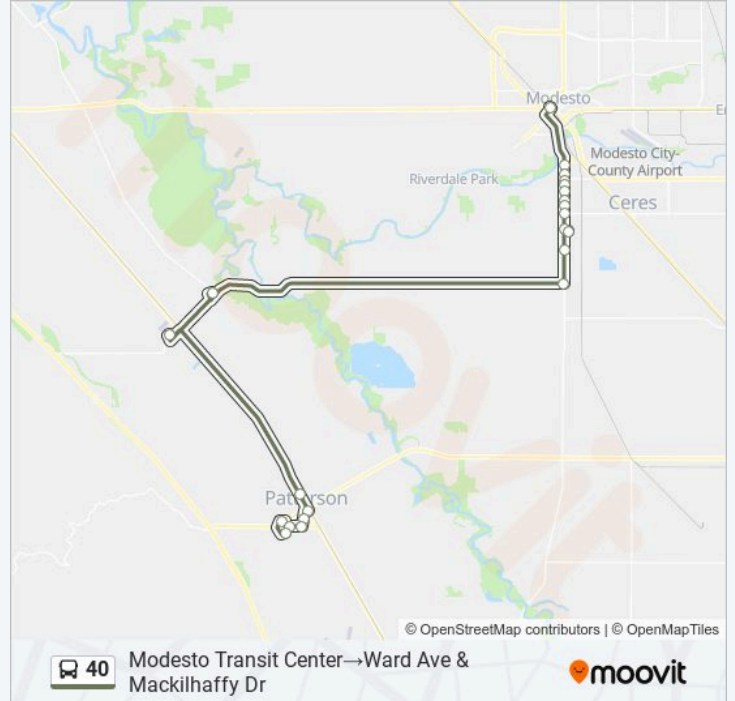 Modesto
Er
Modesto City-
County Airport
Riverdale Park
Ceres
Patterson
© OpenStreetMap contributors | © OpenMapTiles
40
Modesto Transit Center→Ward Ave &
Mackilhaffy Dr
moovit